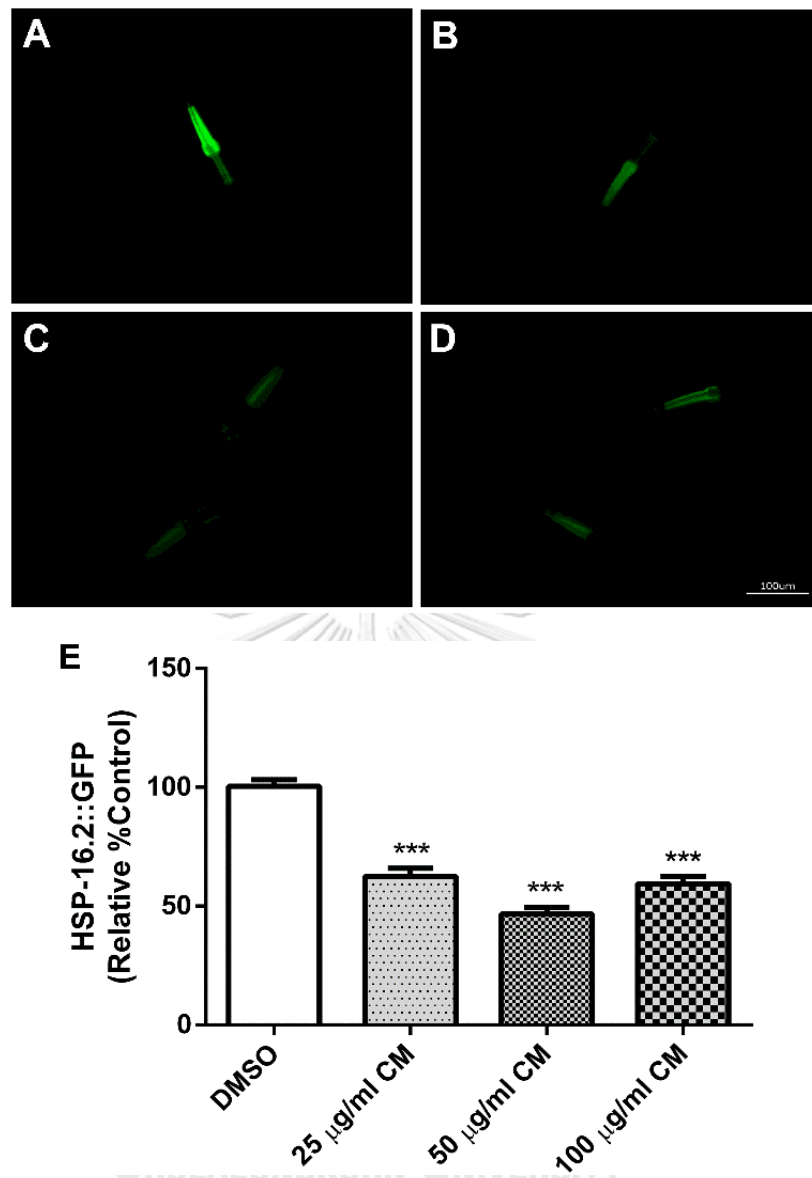 A
B
C
D
100um
E
HSP-16.2::GFP
(Relative %Control)
150
100
50
0
***
***
***
DMSO
25 μg/ml CM
50 μg/ml CM
100 μg/ml CM